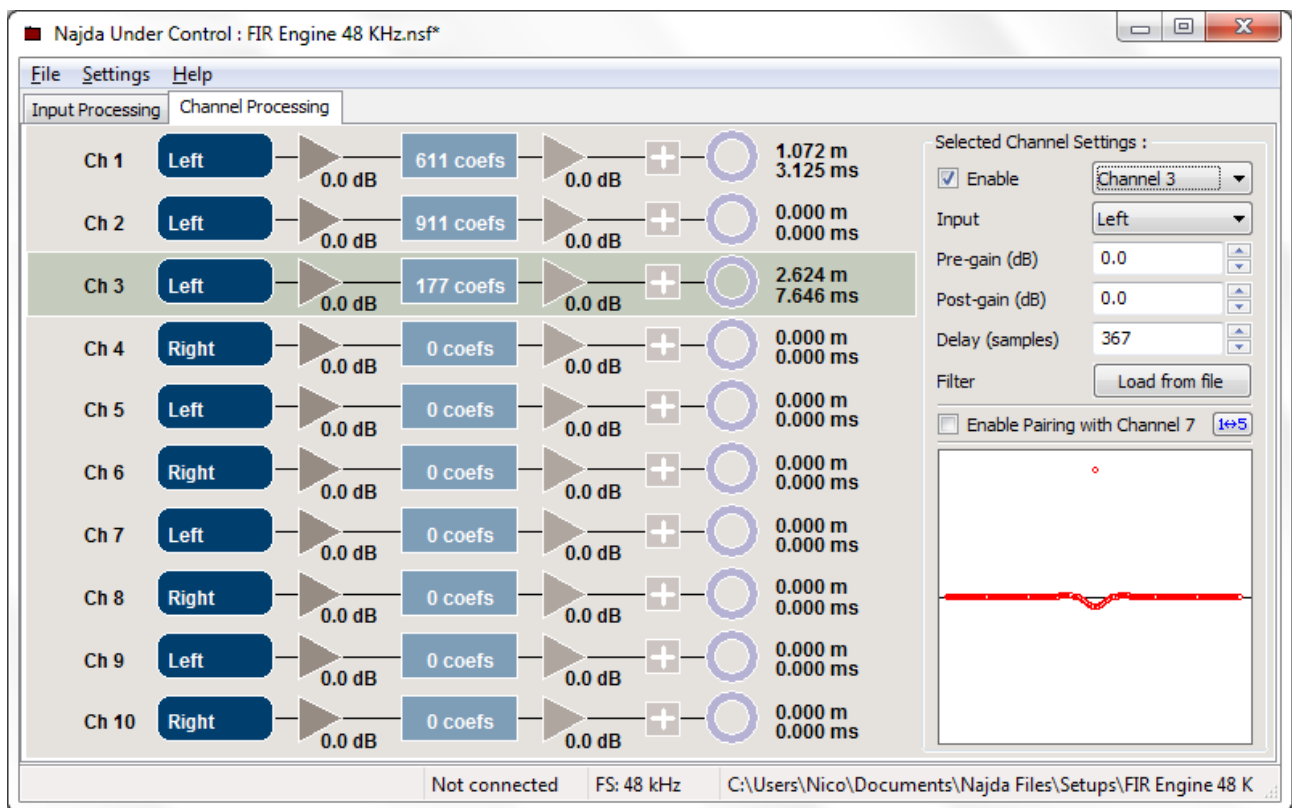 Najda Under Control : FIR Engine 48 KHz.nsf*
File Settings Help
Input Processing Channel Processing
Ch 1 Left 0.0 dB 611 coefs 0.0 dB 1.072 m
3.125 ms
Ch 2 Left 0.0 dB 911 coefs 0.0 dB 0.000 m
0.000 ms
Ch 3 Left 0.0 dB 177 coefs 0.0 dB 2.624 m
7.646 ms
Ch 4 Right 0.0 dB 0 coefs 0.0 dB 0.000 m
0.000 ms
Ch 5 Left 0.0 dB 0 coefs 0.0 dB 0.000 m
0.000 ms
Ch 6 Right 0.0 dB 0 coefs 0.0 dB 0.000 m
0.000 ms
Ch 7 Left 0.0 dB 0 coefs 0.0 dB 0.000 m
0.000 ms
Ch 8 Right 0.0 dB 0 coefs 0.0 dB 0.000 m
0.000 ms
Ch 9 Left 0.0 dB 0 coefs 0.0 dB 0.000 m
0.000 ms
Ch 10 Right 0.0 dB 0 coefs 0.0 dB 0.000 m
0.000 ms
Selected Channel Settings :
Enable Channel 3
Input Left
Pre-gain (dB) 0.0
Post-gain (dB) 0.0
Delay (samples) 367
Filter Load from file
Enable Pairing with Channel 7 1↔5
Not connected FS: 48 kHz C:\Users\Nico\Documents\Najda Files\Setups\FIR Engine 48 K